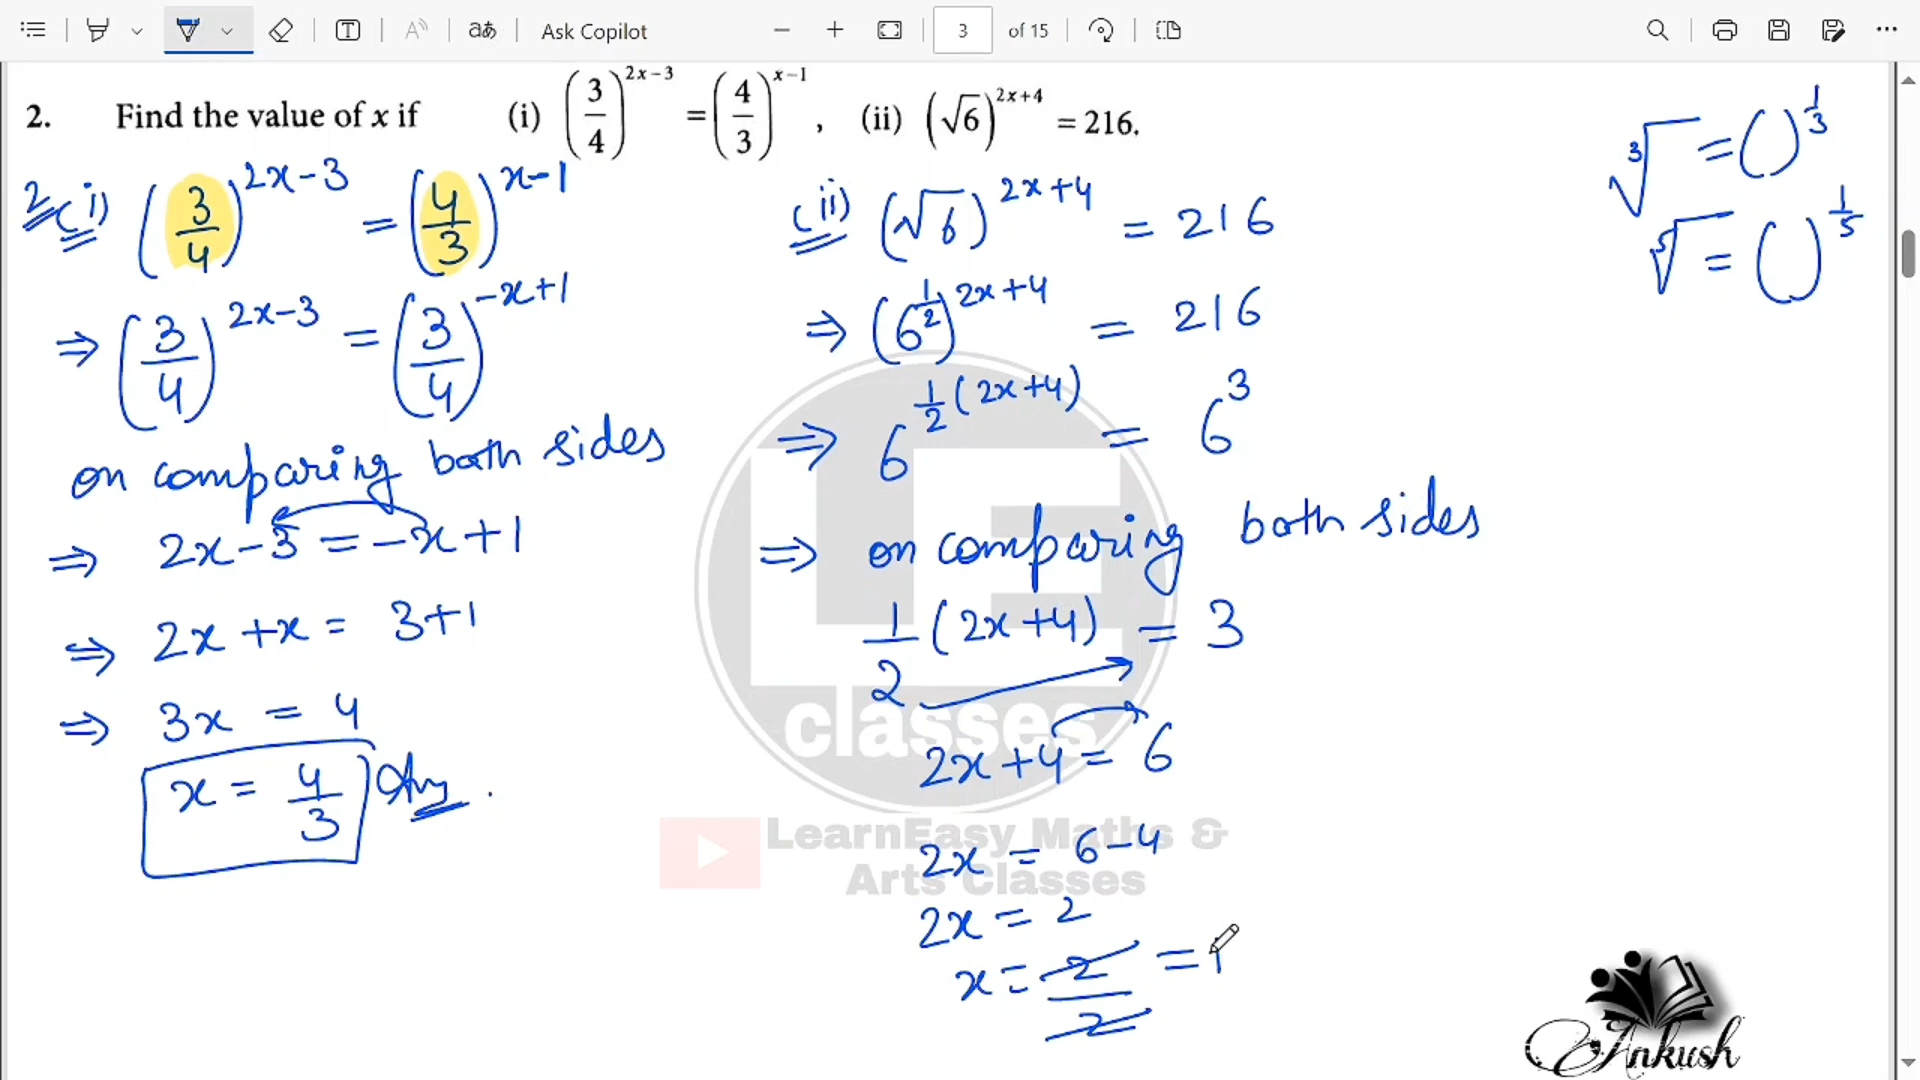 Ask Copilot 3 of 15
2. Find the value of x if (i) (3/4)^(2x−3) = (4/3)^(x−1), (ii) (√6)^(2x+4) = 216.
2 (i) (3/4)^(2x−3) = (4/3)^(x−1)
⇒ (3/4)^(2x−3) = (3/4)^(−x+1)
on comparing both sides
⇒ 2x−3 = −x+1
⇒ 2x+x = 3+1
⇒ 3x = 4
x = 4/3 Ans.
(ii) (√6)^(2x+4) = 216
⇒ (6^(1/2))^(2x+4) = 216
⇒ 6^(1/2(2x+4)) = 6^3
⇒ on comparing both sides
1/2 (2x+4) = 3
2x+4 = 6
2x = 6−4
2x = 2
x = 2/2 = 1
∛ = ( )^(1/3)
⁵√ = ( )^(1/5)
LE
classes
LearnEasy Maths &
Arts Classes
Ankush